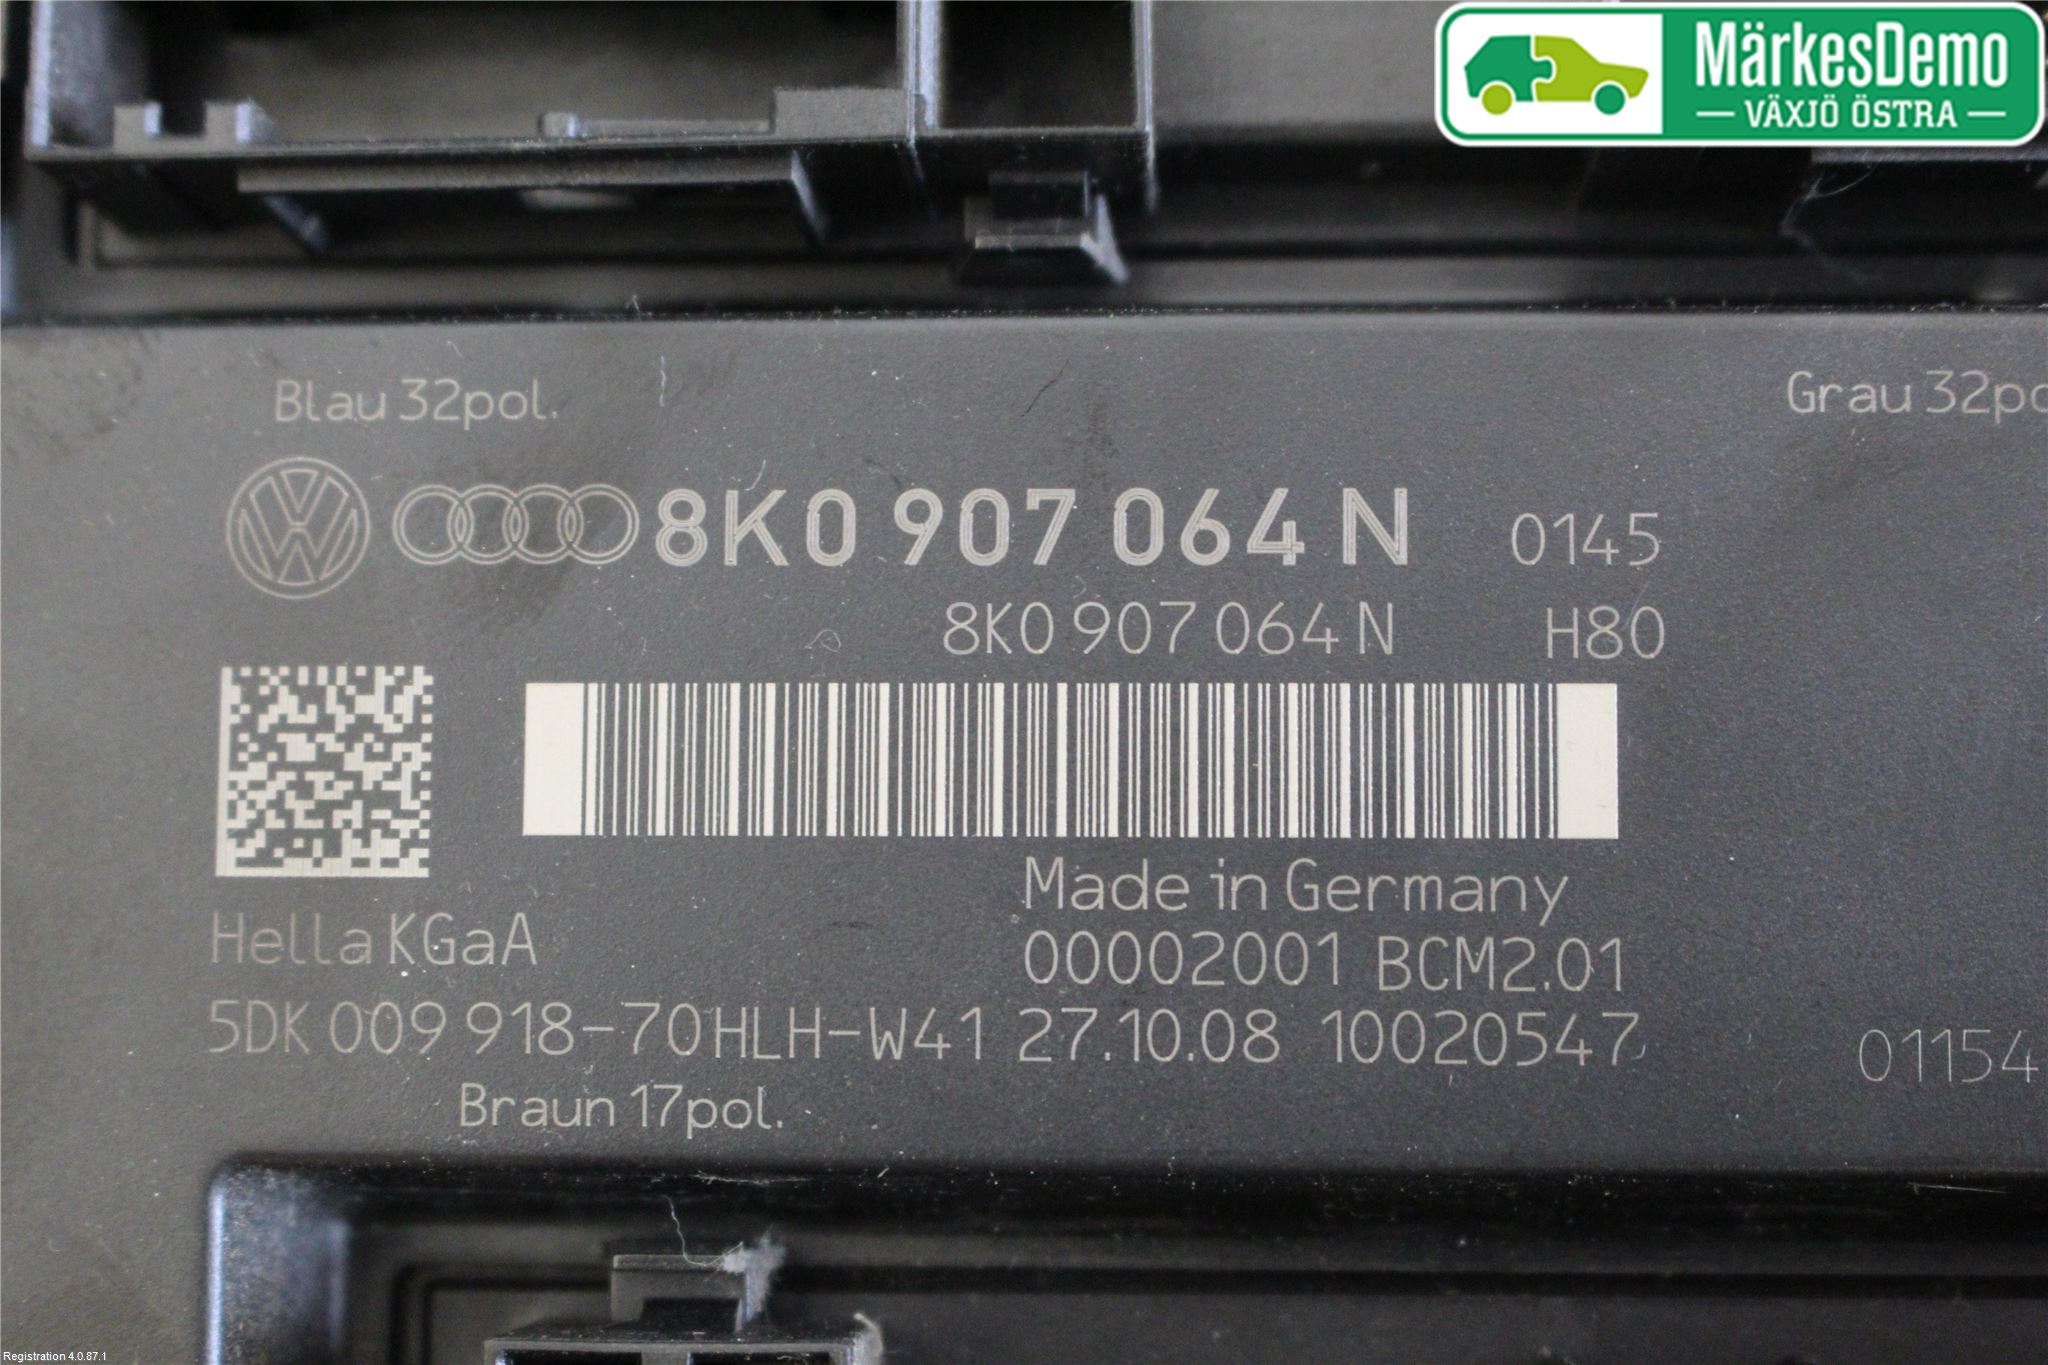 MärkesDemo
VÄXJÖ ÖSTRA
Blau 32pol.
Grau 32po
8K0 907 064 N 0145
8K0 907 064 N H80
Made in Germany
Hella KGaA
00002001 BCM2.01
5DK 009 918-70 HLH-W41 27.10.08 10020547
01154
Braun 17pol.
Registration 4.0.87.1